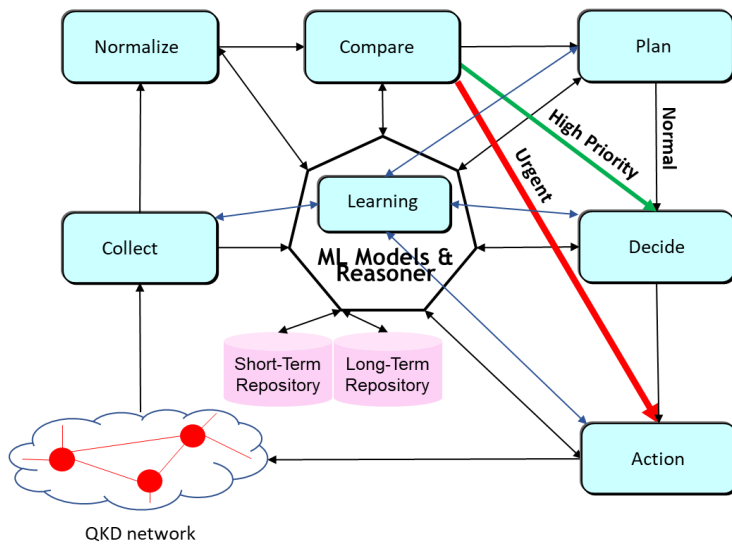 Normalize
Compare
Plan
High Priority
Normal
Urgent
Learning
Collect
ML Models &
Reasoner
Decide
Short-Term
Repository
Long-Term
Repository
Action
QKD network